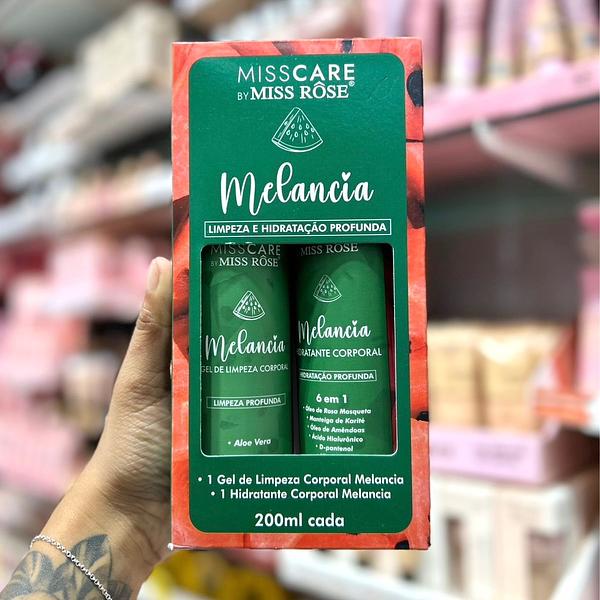 MISSCARE
BY MISS RÔSE®
Melancia
LIMPEZA E HIDRATAÇÃO PROFUNDA
MISSCARE
BY MISS RÔSE
Melancia
GEL DE LIMPEZA CORPORAL
LIMPEZA PROFUNDA
• Aloe Vera
MISS RÔSE
Melancia
HIDRATANTE CORPORAL
HIDRATAÇÃO PROFUNDA
6 em 1
• Óleo de Rosa Mosqueta
• Manteiga de Karité
• Óleo de Amêndoas
• Ácido Hialurônico
• D-pantenol
• 1 Gel de Limpeza Corporal Melancia
• 1 Hidratante Corporal Melancia
200ml cada